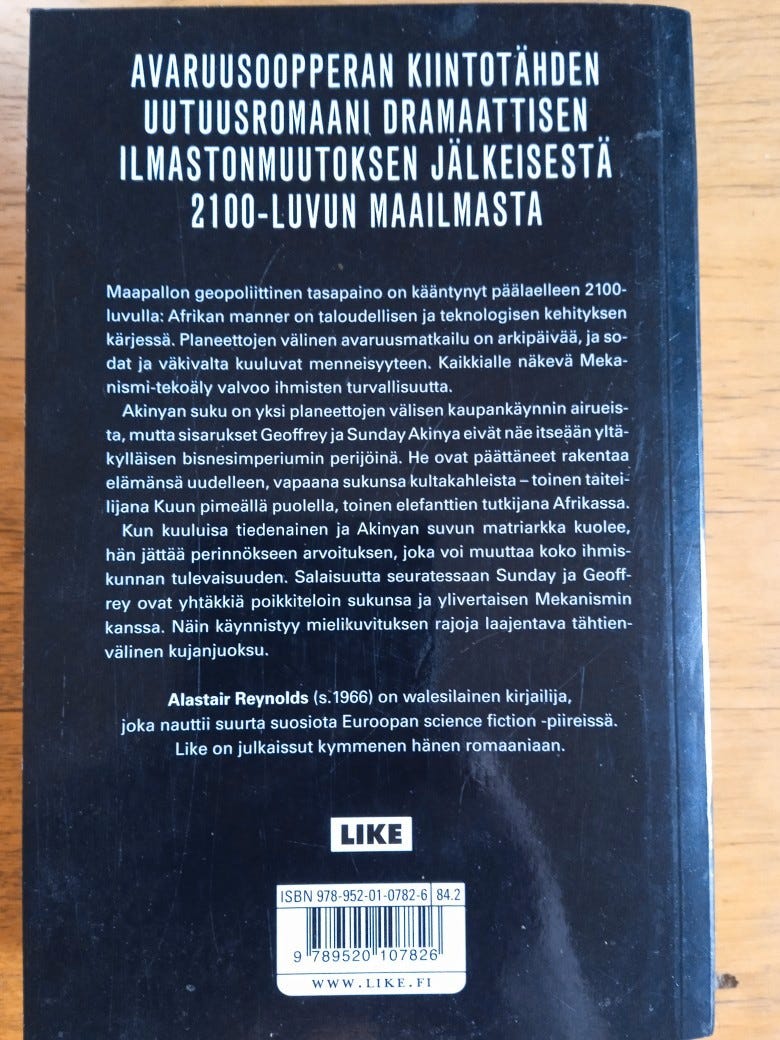 AVARUUSOOPPERAN KIINTOTÄHDEN
UUTUUSROMAANI DRAMAATTISEN
ILMASTONMUUTOKSEN JÄLKEISESTÄ
2100-LUVUN MAAILMASTA
Maapallon geopoliittinen tasapaino on kääntynyt päälaelleen 2100-
luvulla: Afrikan manner on taloudellisen ja teknologisen kehityksen
kärjessä. Planeettojen välinen avaruusmatkailu on arkipäivää, ja so-
dat ja väkivalta kuuluvat menneisyyteen. Kaikkialle näkevä Meka-
nismi-tekoäly valvoo ihmisten turvallisuutta.
Akinyan suku on yksi planeettojen välisen kaupankäynnin airueis-
ta, mutta sisarukset Geoffrey ja Sunday Akinya eivät näe itseään yltä-
kylläisen bisnesimperiumin perijöinä. He ovat päättäneet rakentaa
elämänsä uudelleen, vapaana sukunsa kultakahleista – toinen taitei-
lijana Kuun pimeällä puolella, toinen elefanttien tutkijana Afrikassa.
Kun kuuluisa tiedenainen ja Akinyan suvun matriarkka kuolee,
hän jättää perinnökseen arvoituksen, joka voi muuttaa koko ihmis-
kunnan tulevaisuuden. Salaisuutta seuratessaan Sunday ja Geoff-
rey ovat yhtäkkiä poikkiteloin sukunsa ja ylivertaisen Mekanismin
kanssa. Näin käynnistyy mielikuvituksen rajoja laajentava tähtien-
välinen kujanjuoksu.
Alastair Reynolds (s.1966) on walesilainen kirjailija,
joka nauttii suurta suosiota Euroopan science fiction -piireissä.
Like on julkaissut kymmenen hänen romaaniaan.
LIKE
ISBN 978-952-01-0782-6 84.2
9 789520 107826
WWW.LIKE.FI